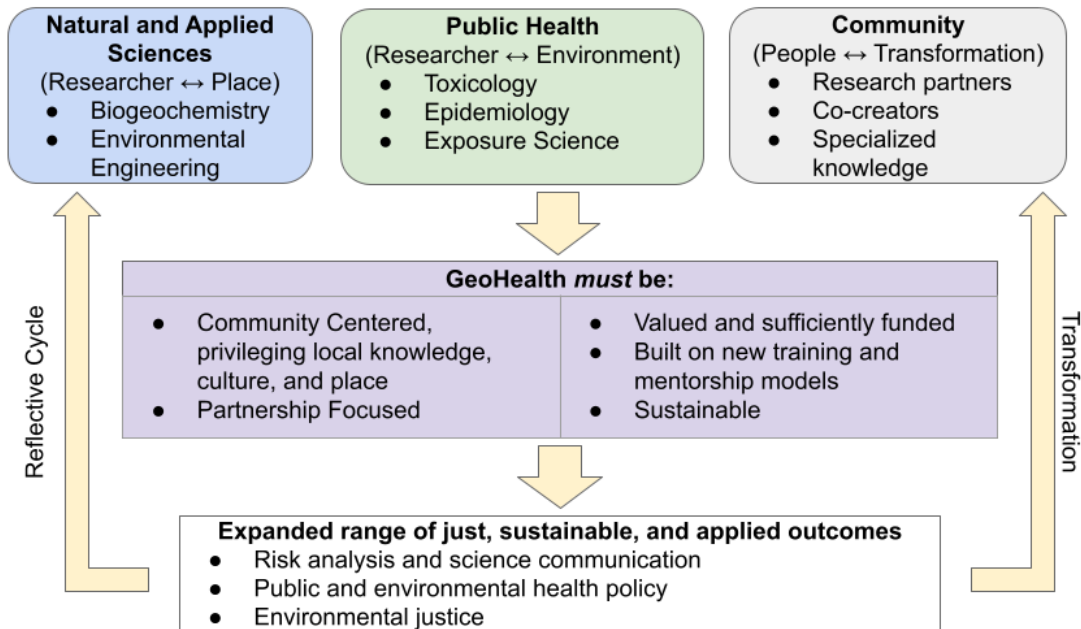 Natural and Applied
Sciences
(Researcher ↔ Place)
● Biogeochemistry
● Environmental
Engineering
Public Health
(Researcher ↔ Environment)
● Toxicology
● Epidemiology
● Exposure Science
Community
(People ↔ Transformation)
● Research partners
● Co-creators
● Specialized
knowledge
GeoHealth must be:
● Community Centered,
privileging local knowledge,
culture, and place
● Partnership Focused
● Valued and sufficiently funded
● Built on new training and
mentorship models
● Sustainable
Reflective Cycle
Transformation
Expanded range of just, sustainable, and applied outcomes
● Risk analysis and science communication
● Public and environmental health policy
● Environmental justice